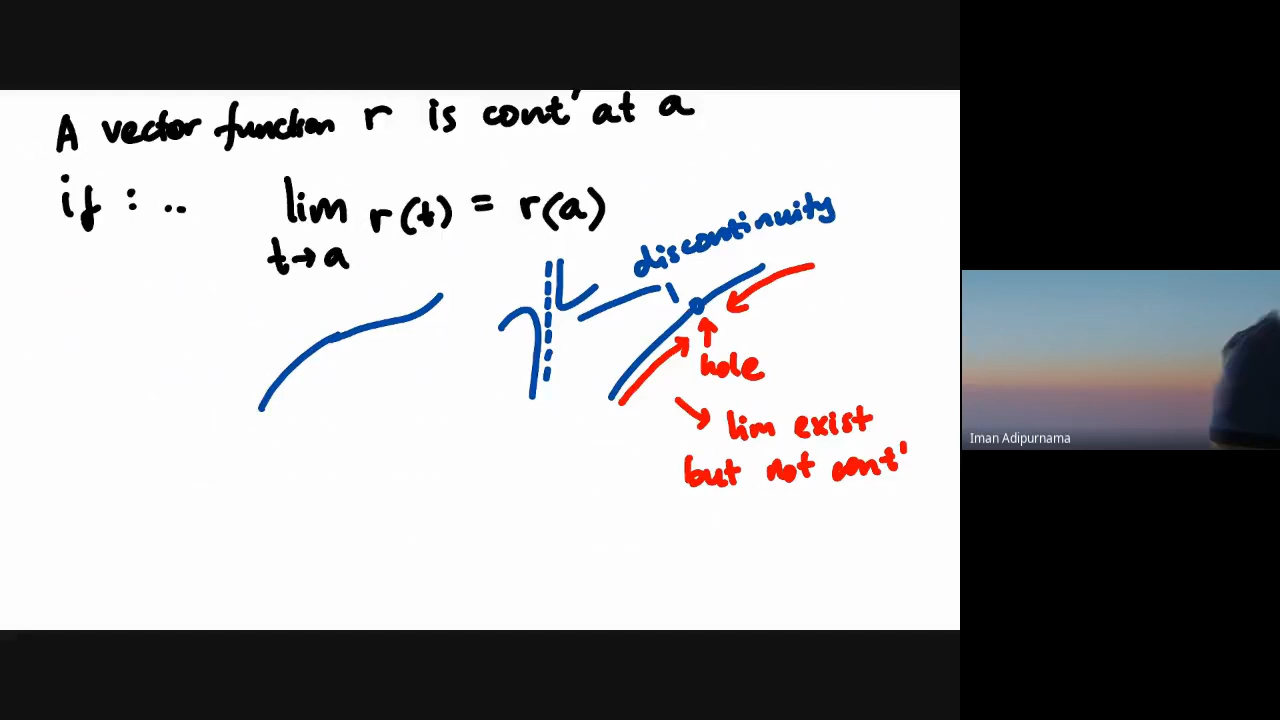 A vector function r is cont' at a
if : .. lim r(t) = r(a)
t→a
discontinuity
hole
lim exist
but not cont'
Iman Adipurnama